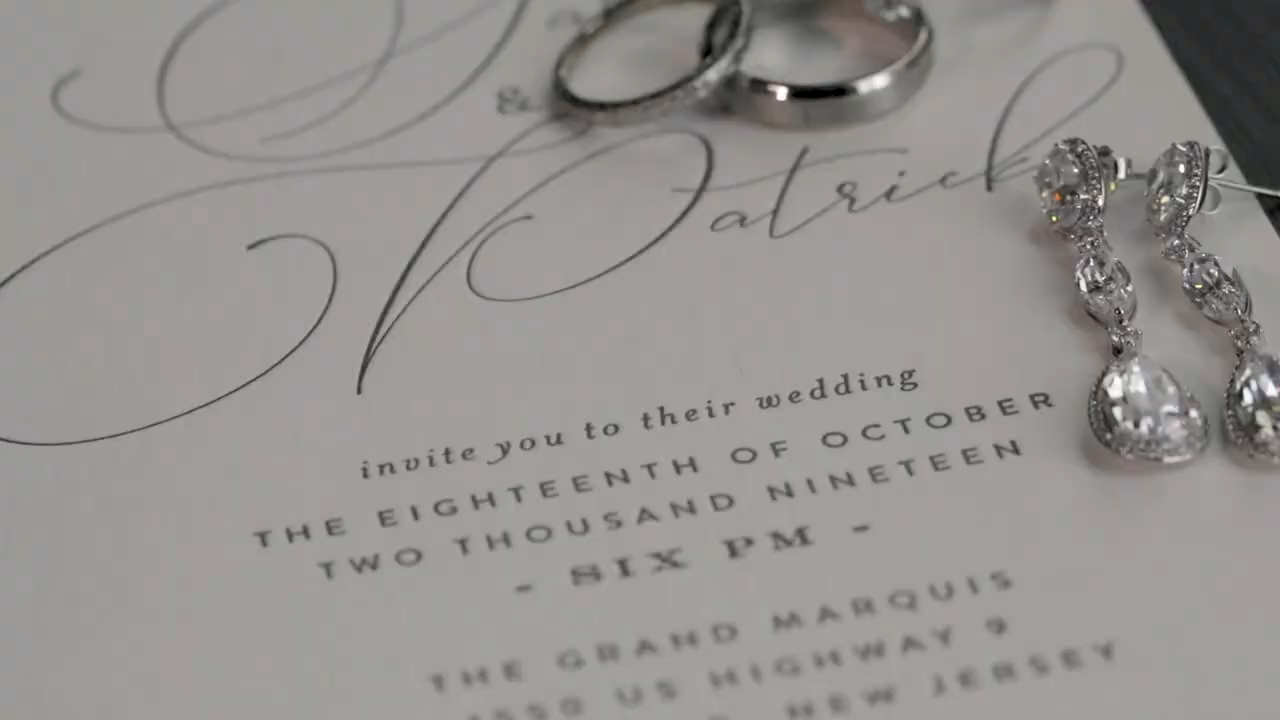 &
Patrick
invite you to their wedding
THE EIGHTEENTH OF OCTOBER
TWO THOUSAND NINETEEN
- SIX PM -
THE GRAND MARQUIS
US HIGHWAY 9
NEW JERSEY